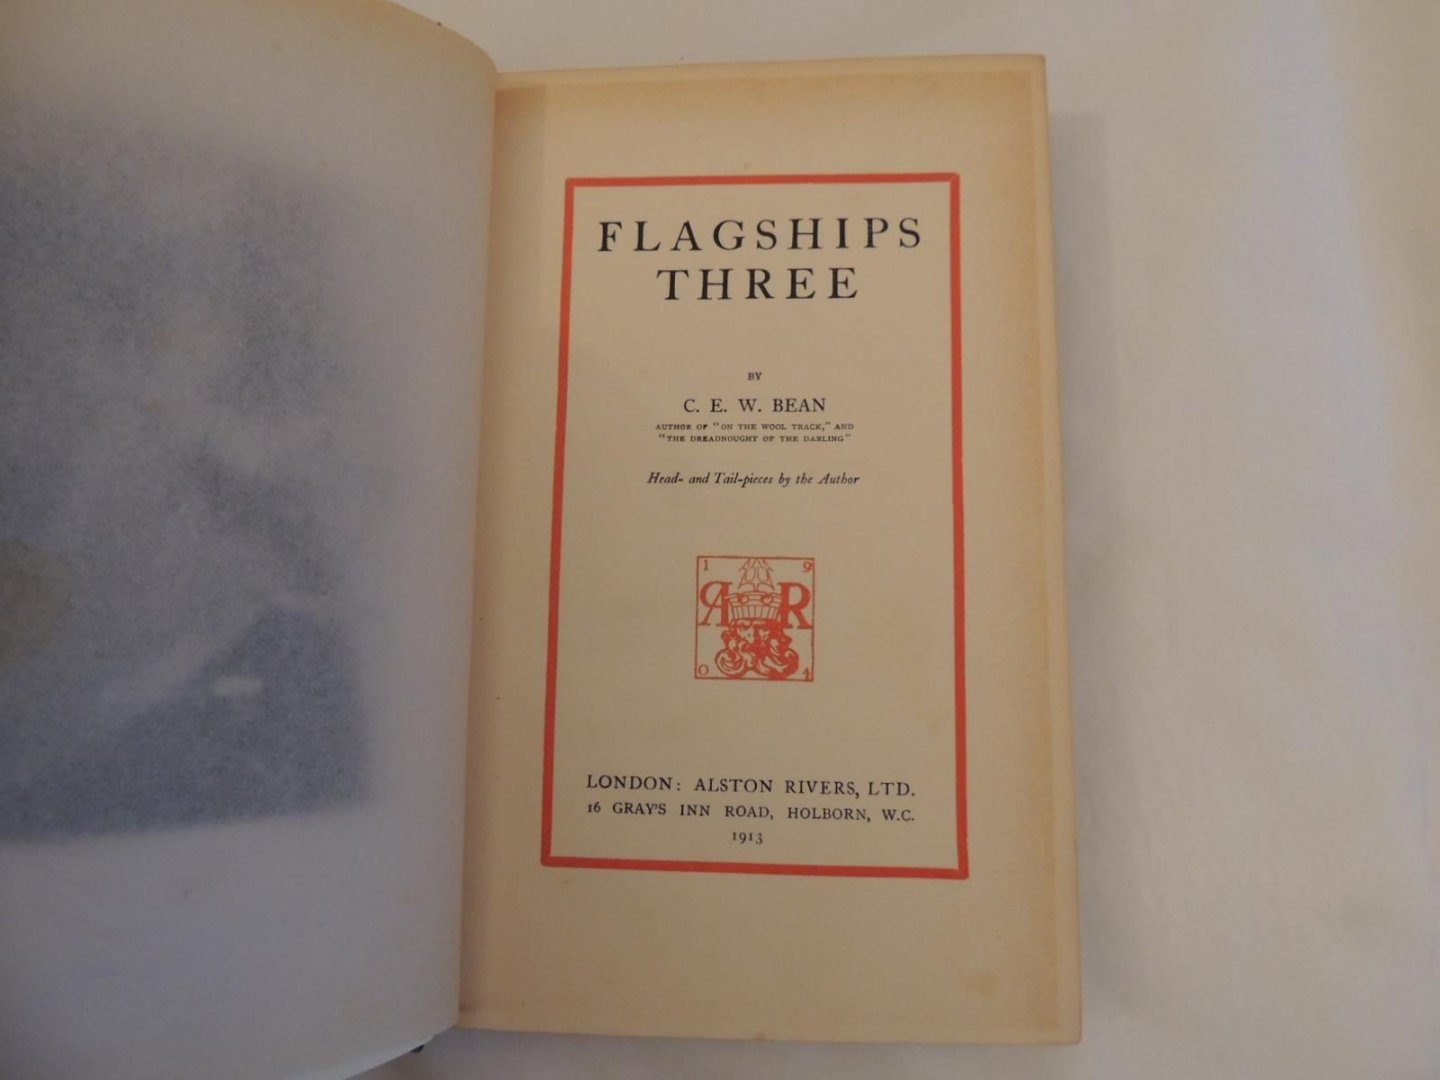 FLAGSHIPS
THREE
BY
C. E. W. BEAN
AUTHOR OF "ON THE WOOL TRACK," AND
"THE DREADNOUGHT OF THE DARLING"
Head- and Tail-pieces by the Author
1 9
A R
0 4
LONDON: ALSTON RIVERS, LTD.
16 GRAY'S INN ROAD, HOLBORN, W.C.
1913